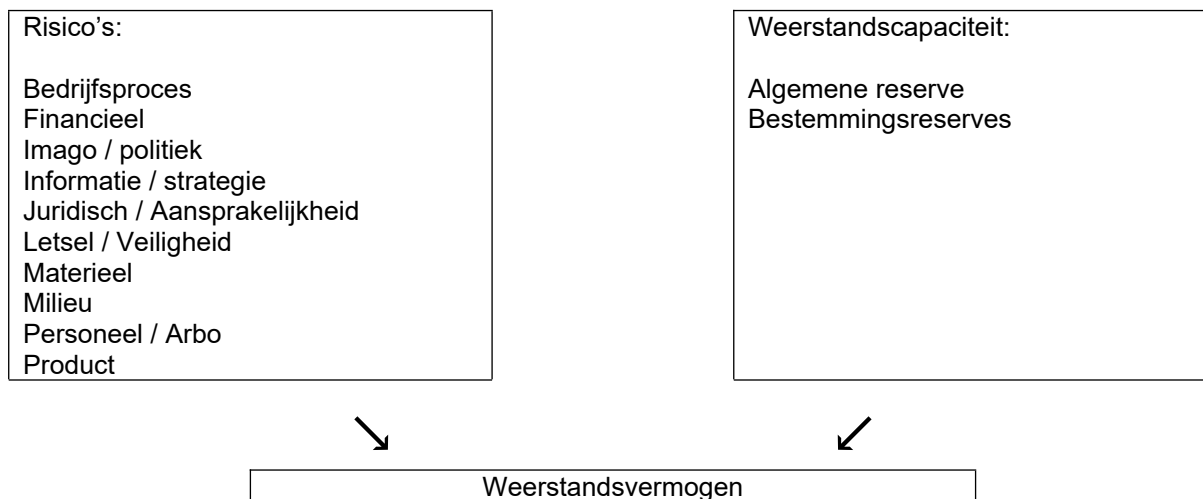 Risico’s:
Bedrijfsproces
Financieel
Imago / politiek
Informatie / strategie
Juridisch / Aansprakelijkheid
Letsel / Veiligheid
Materieel
Milieu
Personeel / Arbo
Product
Weerstandscapaciteit:
Algemene reserve
Bestemmingsreserves
Weerstandsvermogen